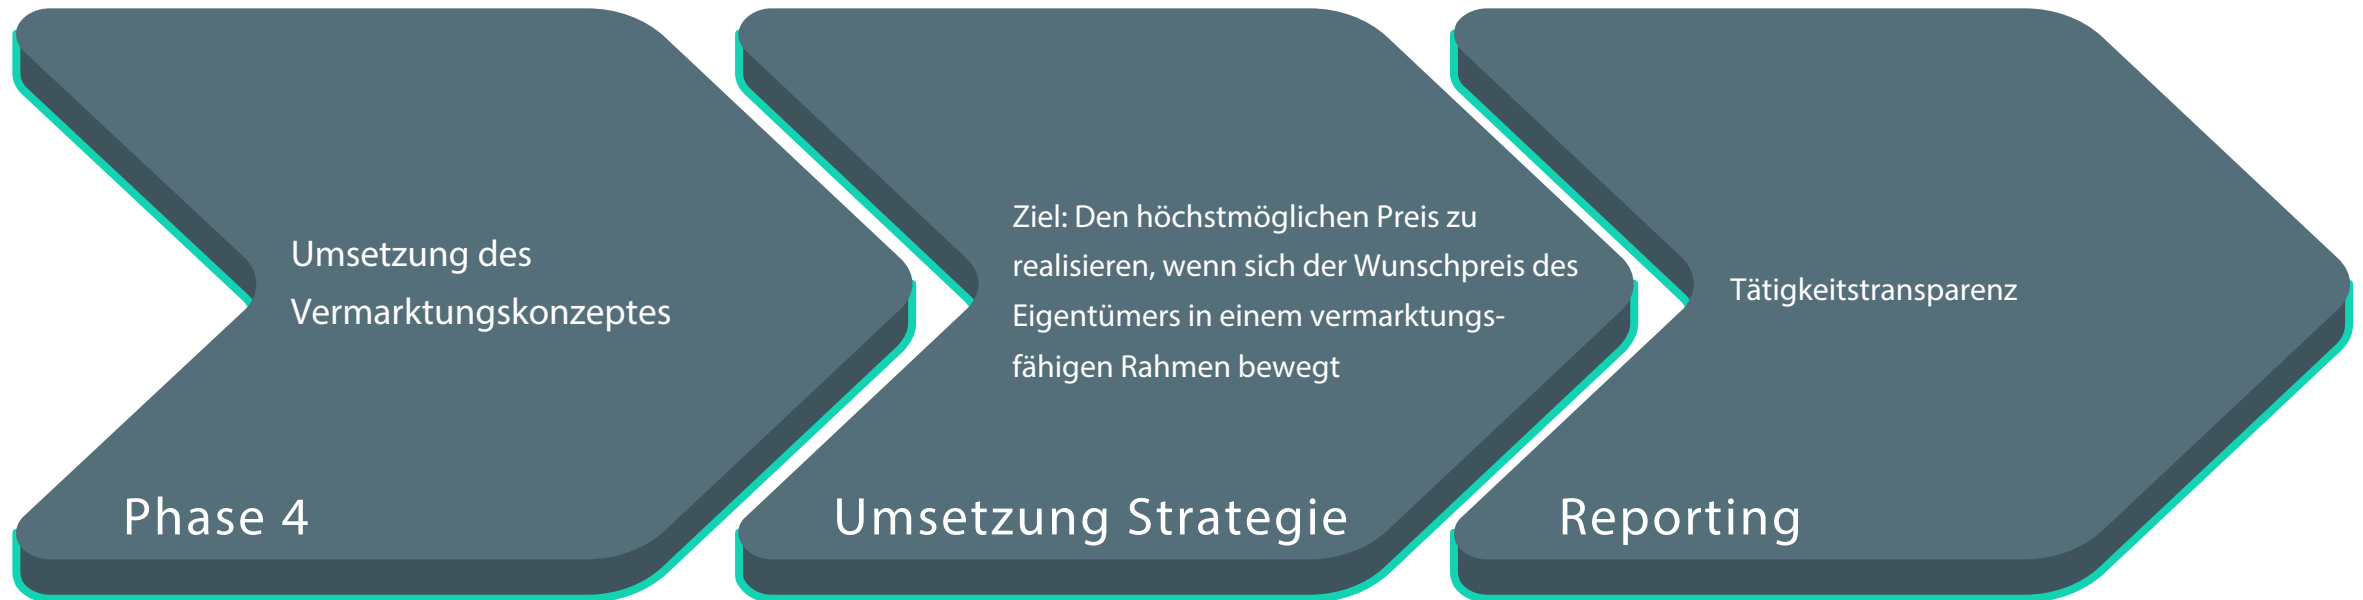 Umsetzung des
Vermarktungskonzeptes
Phase 4
Ziel: Den höchstmöglichen Preis zu
realisieren, wenn sich der Wunschpreis des
Eigentümers in einem vermarktungs-
fähigen Rahmen bewegt
Umsetzung Strategie
Tätigkeitstransparenz
Reporting